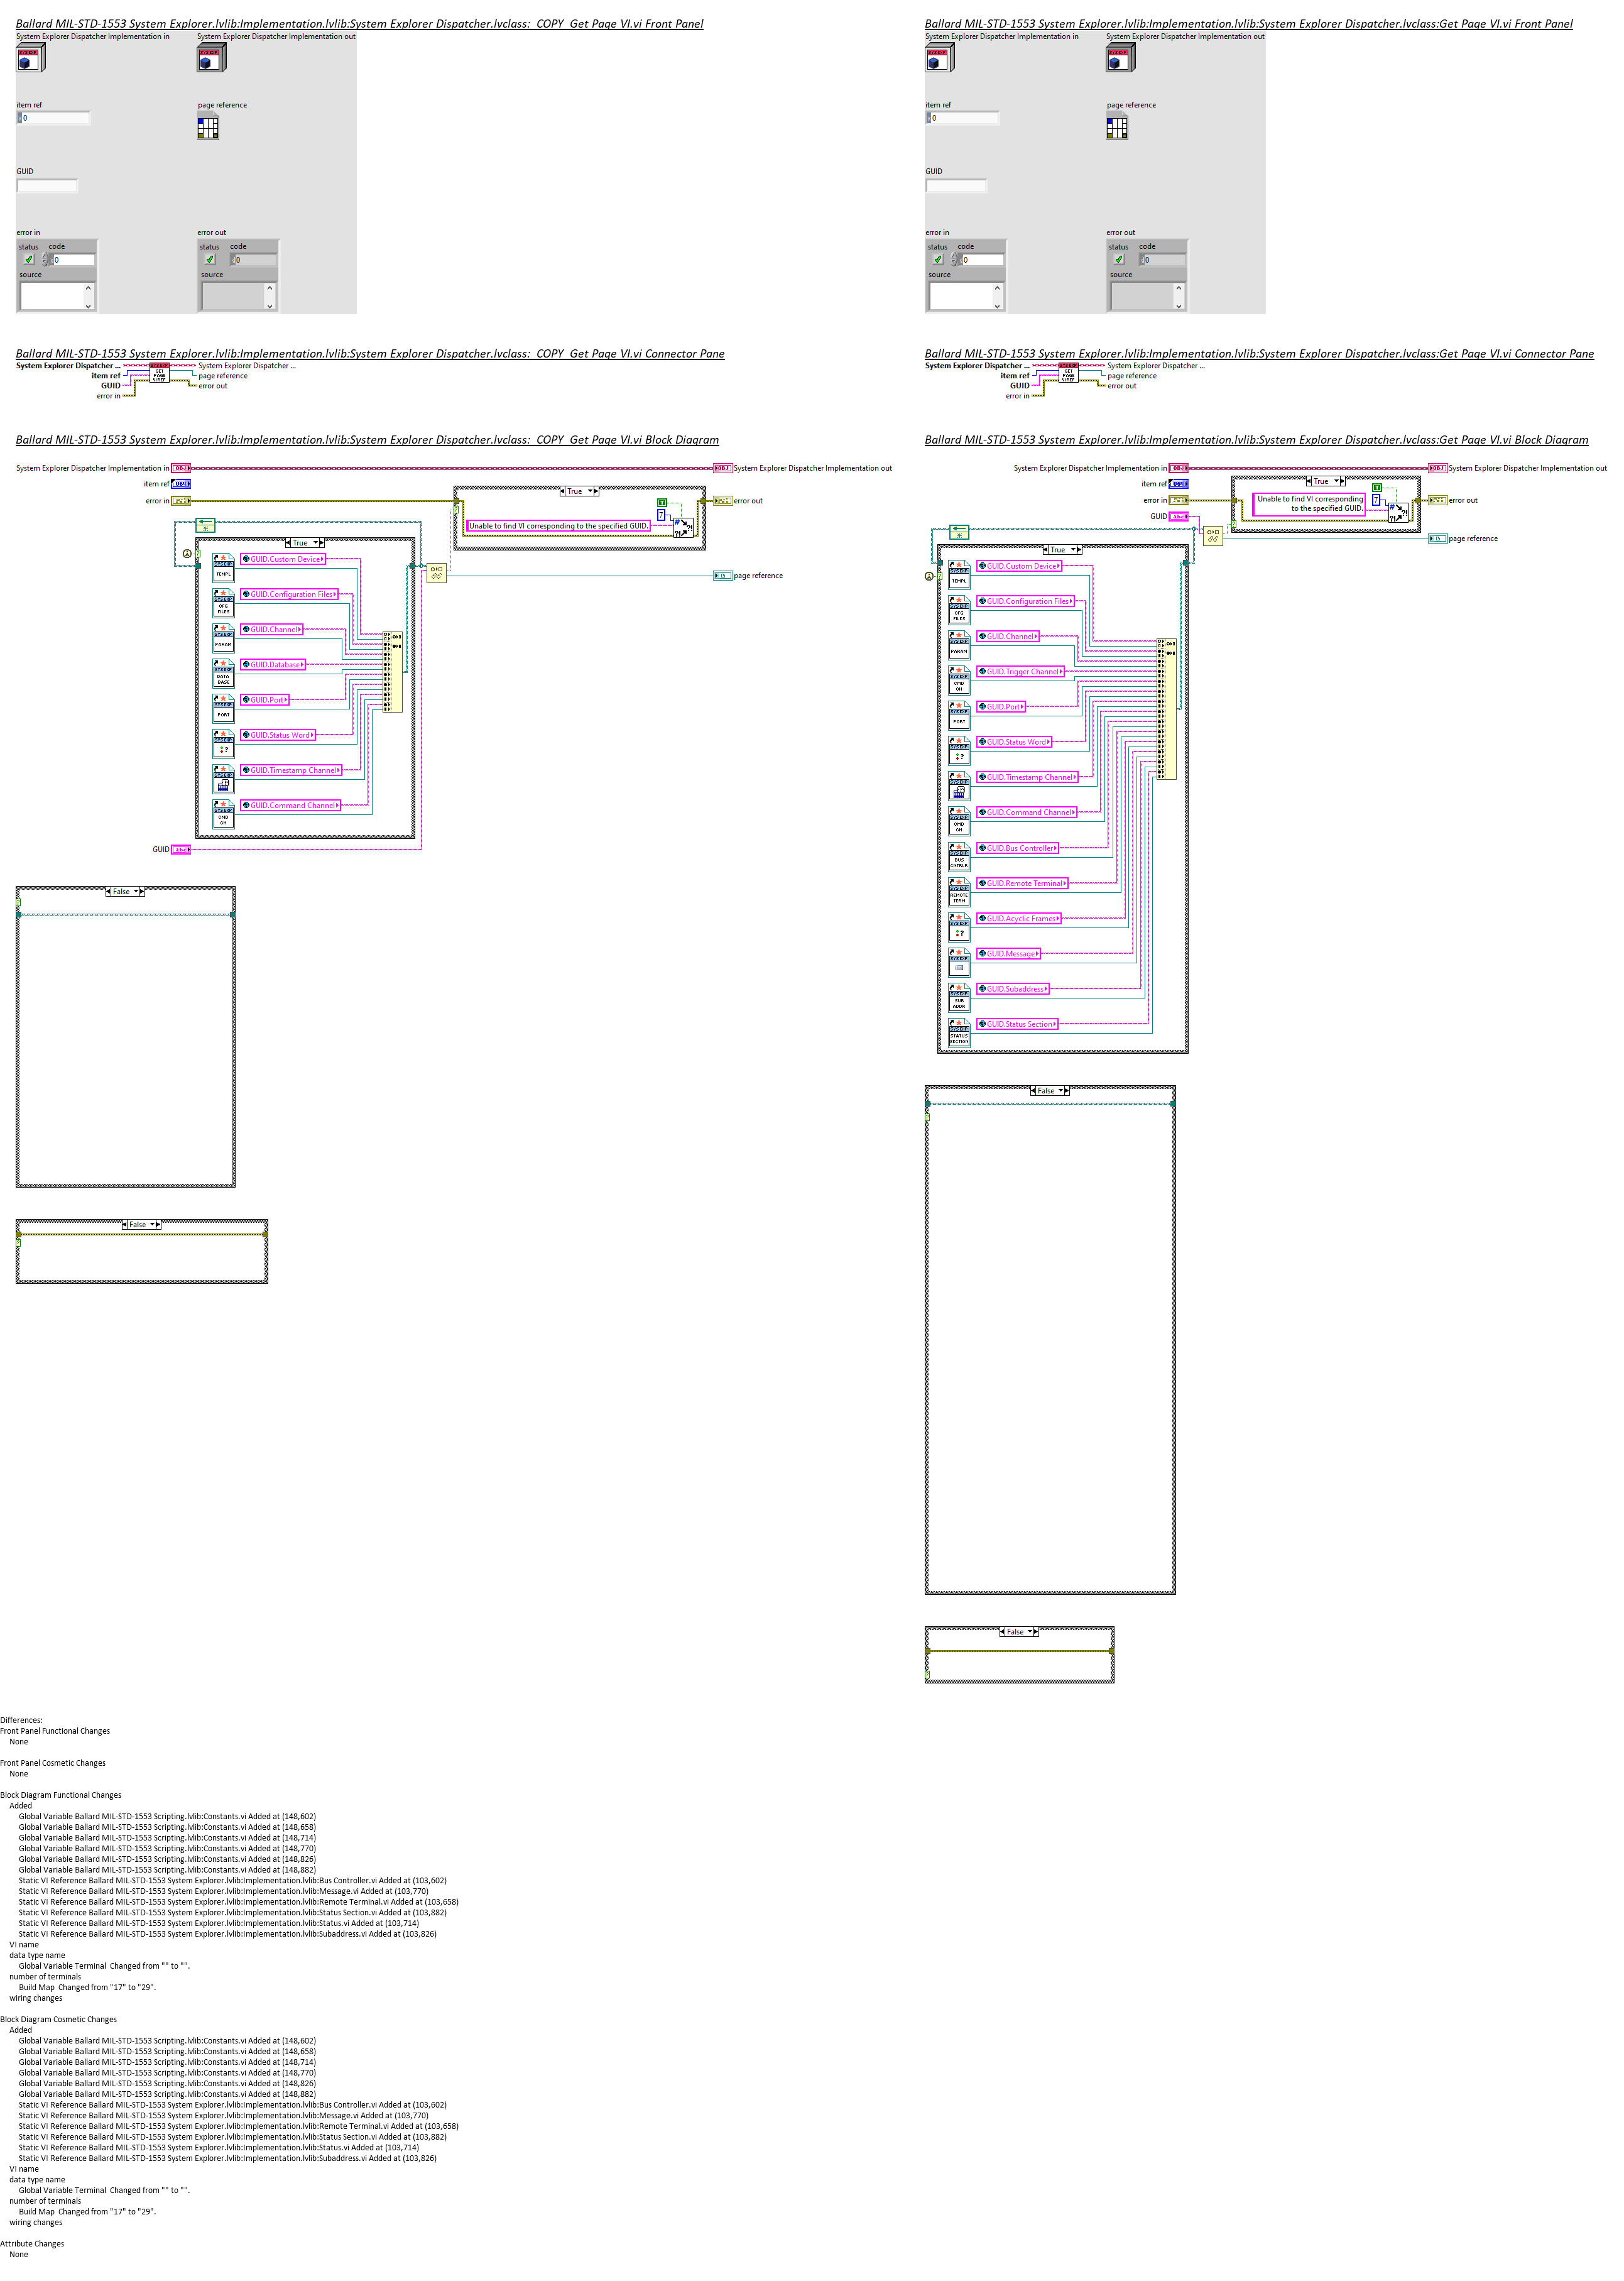 Ballard MIL-STD-1553 System Explorer.lvlib:Implementation.lvlib:System Explorer Dispatcher.lvclass:_COPY_Get Page VI.vi Front Panel
System Explorer Dispatcher Implementation in
System Explorer Dispatcher Implementation out
item ref
0
page reference
GUID
error in
status
code
0
source
error out
status
code
0
source
Ballard MIL-STD-1553 System Explorer.lvlib:Implementation.lvlib:System Explorer Dispatcher.lvclass:_COPY_Get Page VI.vi Connector Pane
System Explorer Dispatcher ...
System Explorer Dispatcher ...
item ref
page reference
GUID
error out
error in
GET
PAGE
VI REF
Ballard MIL-STD-1553 System Explorer.lvlib:Implementation.lvlib:System Explorer Dispatcher.lvclass:_COPY_Get Page VI.vi Block Diagram
System Explorer Dispatcher Implementation in
System Explorer Dispatcher Implementation out
item ref
error in
True
error out
Unable to find VI corresponding to the specified GUID.
7
True
page reference
GUID.Custom Device
TEMPL
GUID.Configuration Files
CFG
FILES
GUID.Channel
PARAM
GUID.Database
DATA
BASE
GUID.Port
PORT
GUID.Status Word
GUID.Timestamp Channel
GUID.Command Channel
CMD
CH
GUID
False
False
Ballard MIL-STD-1553 System Explorer.lvlib:Implementation.lvlib:System Explorer Dispatcher.lvclass:Get Page VI.vi Front Panel
System Explorer Dispatcher Implementation in
System Explorer Dispatcher Implementation out
item ref
0
page reference
GUID
error in
status
code
0
source
error out
status
code
0
source
Ballard MIL-STD-1553 System Explorer.lvlib:Implementation.lvlib:System Explorer Dispatcher.lvclass:Get Page VI.vi Connector Pane
System Explorer Dispatcher ...
System Explorer Dispatcher ...
item ref
page reference
GUID
error out
error in
GET
PAGE
VI REF
Ballard MIL-STD-1553 System Explorer.lvlib:Implementation.lvlib:System Explorer Dispatcher.lvclass:Get Page VI.vi Block Diagram
System Explorer Dispatcher Implementation in
System Explorer Dispatcher Implementation out
item ref
error in
True
error out
Unable to find VI corresponding
to the specified GUID.
7
GUID
page reference
True
GUID.Custom Device
TEMPL
GUID.Configuration Files
CFG
FILES
GUID.Channel
PARAM
GUID.Trigger Channel
CMD
CH
GUID.Port
PORT
GUID.Status Word
GUID.Timestamp Channel
GUID.Command Channel
CMD
CH
GUID.Bus Controller
BUS
CNTRLR
GUID.Remote Terminal
REMOTE
TERM
GUID.Acyclic Frames
GUID.Message
GUID.Subaddress
SUB
ADDR
GUID.Status Section
STATUS
SECTION
False
False
Differences:
Front Panel Functional Changes
None
Front Panel Cosmetic Changes
None
Block Diagram Functional Changes
Added
Global Variable Ballard MIL-STD-1553 Scripting.lvlib:Constants.vi Added at (148,602)
Global Variable Ballard MIL-STD-1553 Scripting.lvlib:Constants.vi Added at (148,658)
Global Variable Ballard MIL-STD-1553 Scripting.lvlib:Constants.vi Added at (148,714)
Global Variable Ballard MIL-STD-1553 Scripting.lvlib:Constants.vi Added at (148,770)
Global Variable Ballard MIL-STD-1553 Scripting.lvlib:Constants.vi Added at (148,826)
Global Variable Ballard MIL-STD-1553 Scripting.lvlib:Constants.vi Added at (148,882)
Static VI Reference Ballard MIL-STD-1553 System Explorer.lvlib:Implementation.lvlib:Bus Controller.vi Added at (103,602)
Static VI Reference Ballard MIL-STD-1553 System Explorer.lvlib:Implementation.lvlib:Message.vi Added at (103,770)
Static VI Reference Ballard MIL-STD-1553 System Explorer.lvlib:Implementation.lvlib:Remote Terminal.vi Added at (103,658)
Static VI Reference Ballard MIL-STD-1553 System Explorer.lvlib:Implementation.lvlib:Status Section.vi Added at (103,882)
Static VI Reference Ballard MIL-STD-1553 System Explorer.lvlib:Implementation.lvlib:Status.vi Added at (103,714)
Static VI Reference Ballard MIL-STD-1553 System Explorer.lvlib:Implementation.lvlib:Subaddress.vi Added at (103,826)
VI name
data type name
Global Variable Terminal  Changed from "" to "".
number of terminals
Build Map  Changed from "17" to "29".
wiring changes
Block Diagram Cosmetic Changes
Added
Global Variable Ballard MIL-STD-1553 Scripting.lvlib:Constants.vi Added at (148,602)
Global Variable Ballard MIL-STD-1553 Scripting.lvlib:Constants.vi Added at (148,658)
Global Variable Ballard MIL-STD-1553 Scripting.lvlib:Constants.vi Added at (148,714)
Global Variable Ballard MIL-STD-1553 Scripting.lvlib:Constants.vi Added at (148,770)
Global Variable Ballard MIL-STD-1553 Scripting.lvlib:Constants.vi Added at (148,826)
Global Variable Ballard MIL-STD-1553 Scripting.lvlib:Constants.vi Added at (148,882)
Static VI Reference Ballard MIL-STD-1553 System Explorer.lvlib:Implementation.lvlib:Bus Controller.vi Added at (103,602)
Static VI Reference Ballard MIL-STD-1553 System Explorer.lvlib:Implementation.lvlib:Message.vi Added at (103,770)
Static VI Reference Ballard MIL-STD-1553 System Explorer.lvlib:Implementation.lvlib:Remote Terminal.vi Added at (103,658)
Static VI Reference Ballard MIL-STD-1553 System Explorer.lvlib:Implementation.lvlib:Status Section.vi Added at (103,882)
Static VI Reference Ballard MIL-STD-1553 System Explorer.lvlib:Implementation.lvlib:Status.vi Added at (103,714)
Static VI Reference Ballard MIL-STD-1553 System Explorer.lvlib:Implementation.lvlib:Subaddress.vi Added at (103,826)
VI name
data type name
Global Variable Terminal  Changed from "" to "".
number of terminals
Build Map  Changed from "17" to "29".
wiring changes
Attribute Changes
None